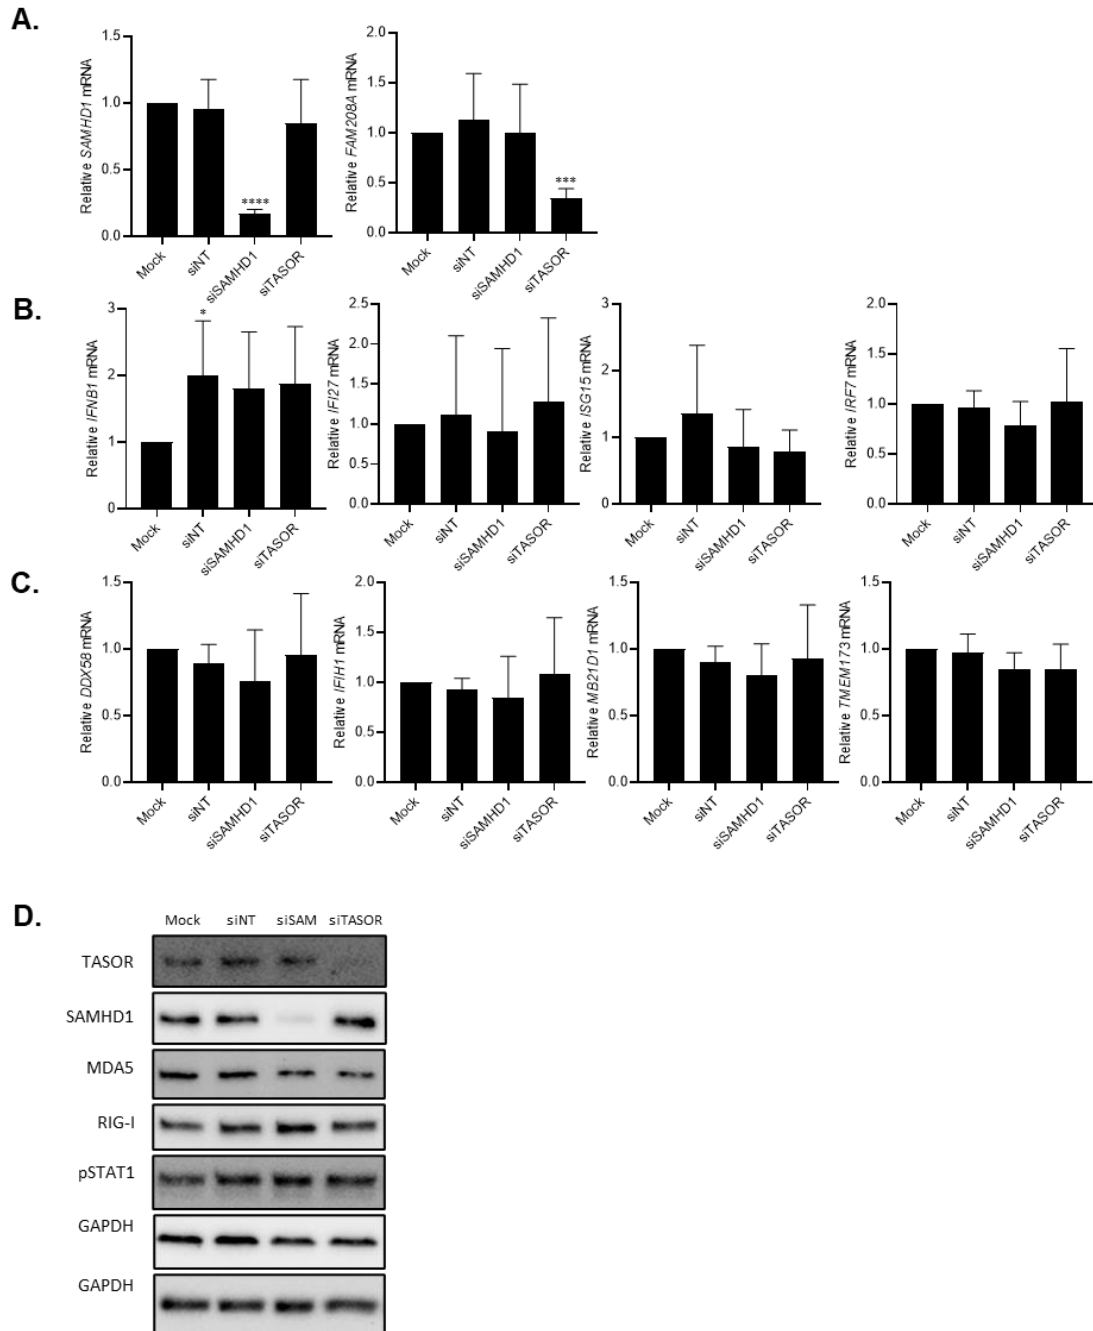 A.
Relative SAMHD1 mRNA
1.5
1.0
0.5
0.0
****
Mock
siNT
siSAMHD1
siTASOR
Relative FAM208A mRNA
2.0
1.5
1.0
0.5
0.0
***
Mock
siNT
siSAMHD1
siTASOR
B.
Relative IFNB1 mRNA
3
2
1
0
*
Mock
siNT
siSAMHD1
siTASOR
Relative IFI27 mRNA
2.5
2.0
1.5
1.0
0.5
0.0
Mock
siNT
siSAMHD1
siTASOR
Relative ISG15 mRNA
3
2
1
0
Mock
siNT
siSAMHD1
siTASOR
Relative IRF7 mRNA
2.0
1.5
1.0
0.5
0.0
Mock
siNT
siSAMHD1
siTASOR
C.
Relative DDX58 mRNA
1.5
1.0
0.5
0.0
Mock
siNT
siSAMHD1
siTASOR
Relative IFIH1 mRNA
2.0
1.5
1.0
0.5
0.0
Mock
siNT
siSAMHD1
siTASOR
Relative MB21D1 mRNA
1.5
1.0
0.5
0.0
Mock
siNT
siSAMHD1
siTASOR
Relative TMEM173 mRNA
1.5
1.0
0.5
0.0
Mock
siNT
siSAMHD1
siTASOR
D.
Mock siNT siSAM siTASOR
TASOR
SAMHD1
MDA5
RIG-I
pSTAT1
GAPDH
GAPDH